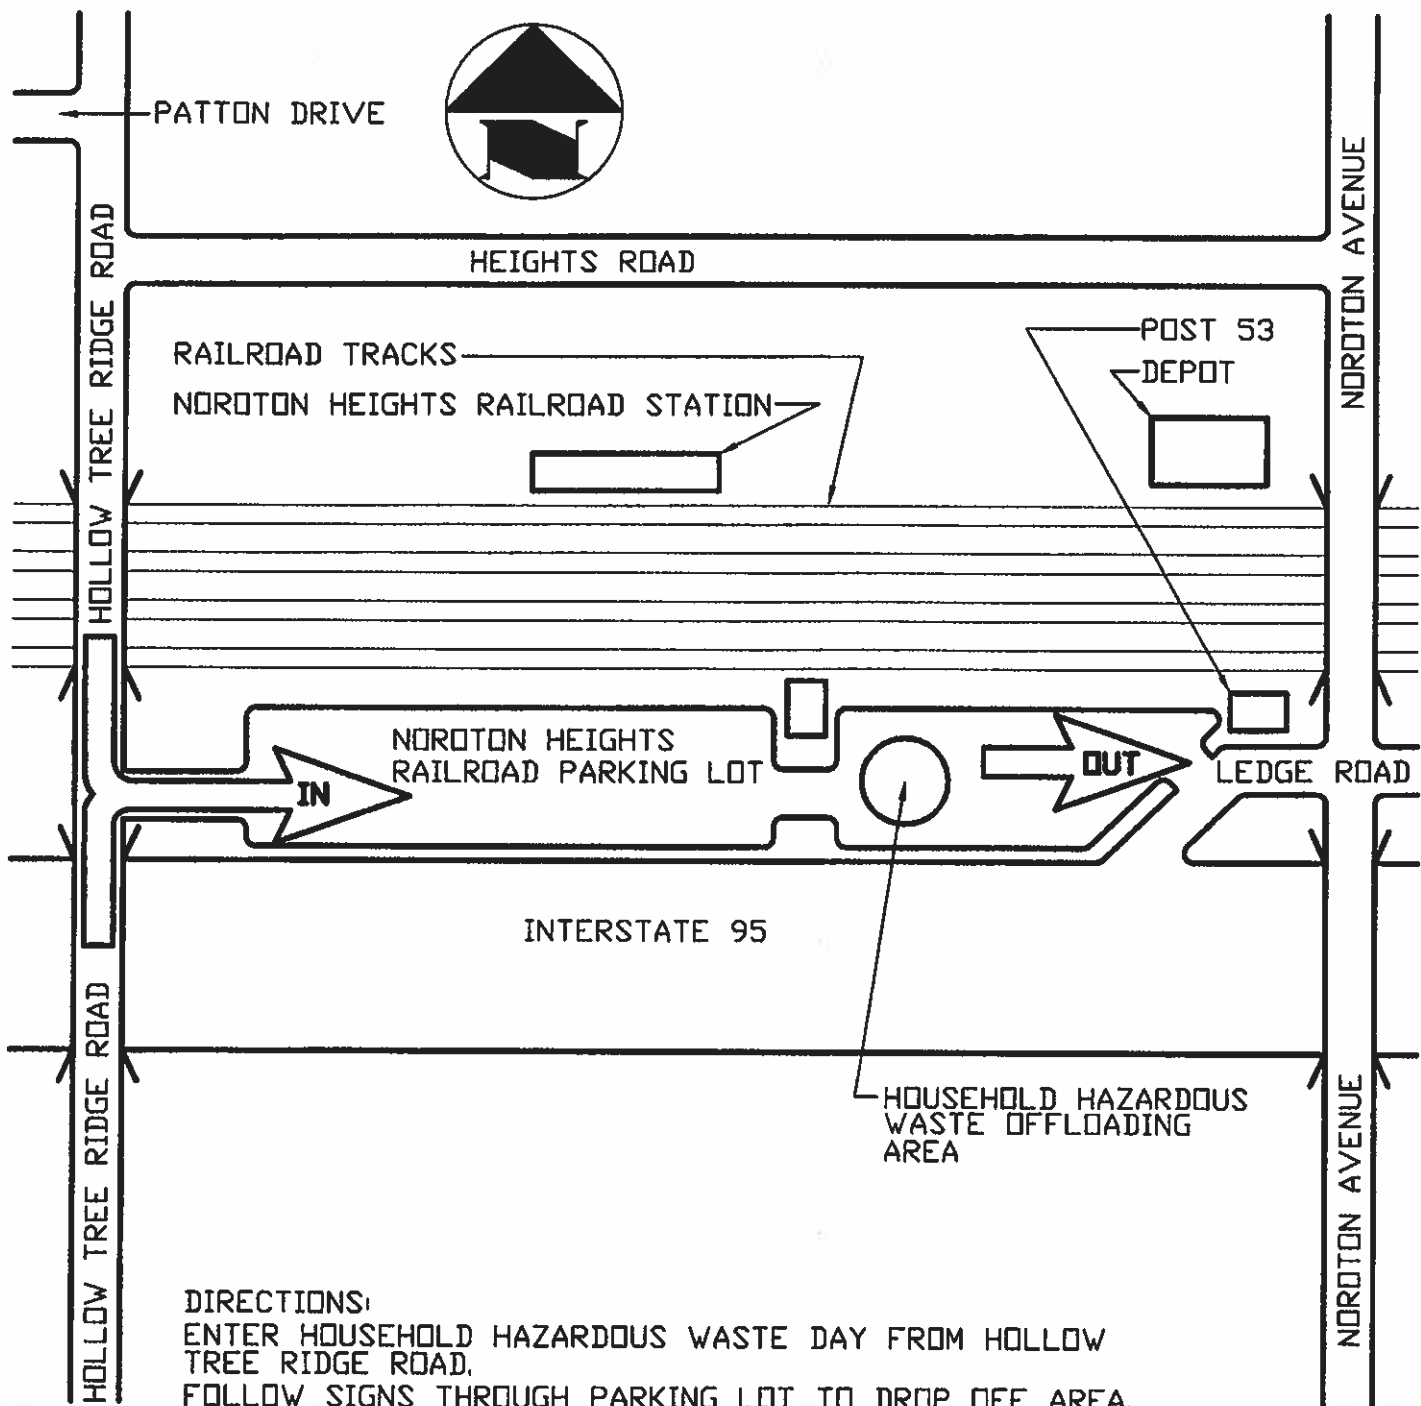 PATTON DRIVE
N
HOLLOW TREE RIDGE ROAD
NOROTON AVENUE
HEIGHTS ROAD
RAILROAD TRACKS
POST 53
DEPOT
NOROTON HEIGHTS RAILROAD STATION
NOROTON HEIGHTS
RAILROAD PARKING LOT
IN
OUT
LEDGE ROAD
INTERSTATE 95
HOUSEHOLD HAZARDOUS
WASTE OFFLOADING
AREA
HOLLOW TREE RIDGE ROAD
NOROTON AVENUE
DIRECTIONS:
ENTER HOUSEHOLD HAZARDOUS WASTE DAY FROM HOLLOW
TREE RIDGE ROAD.
FOLLOW SIGNS THROUGH PARKING LOT TO DROP OFF AREA.